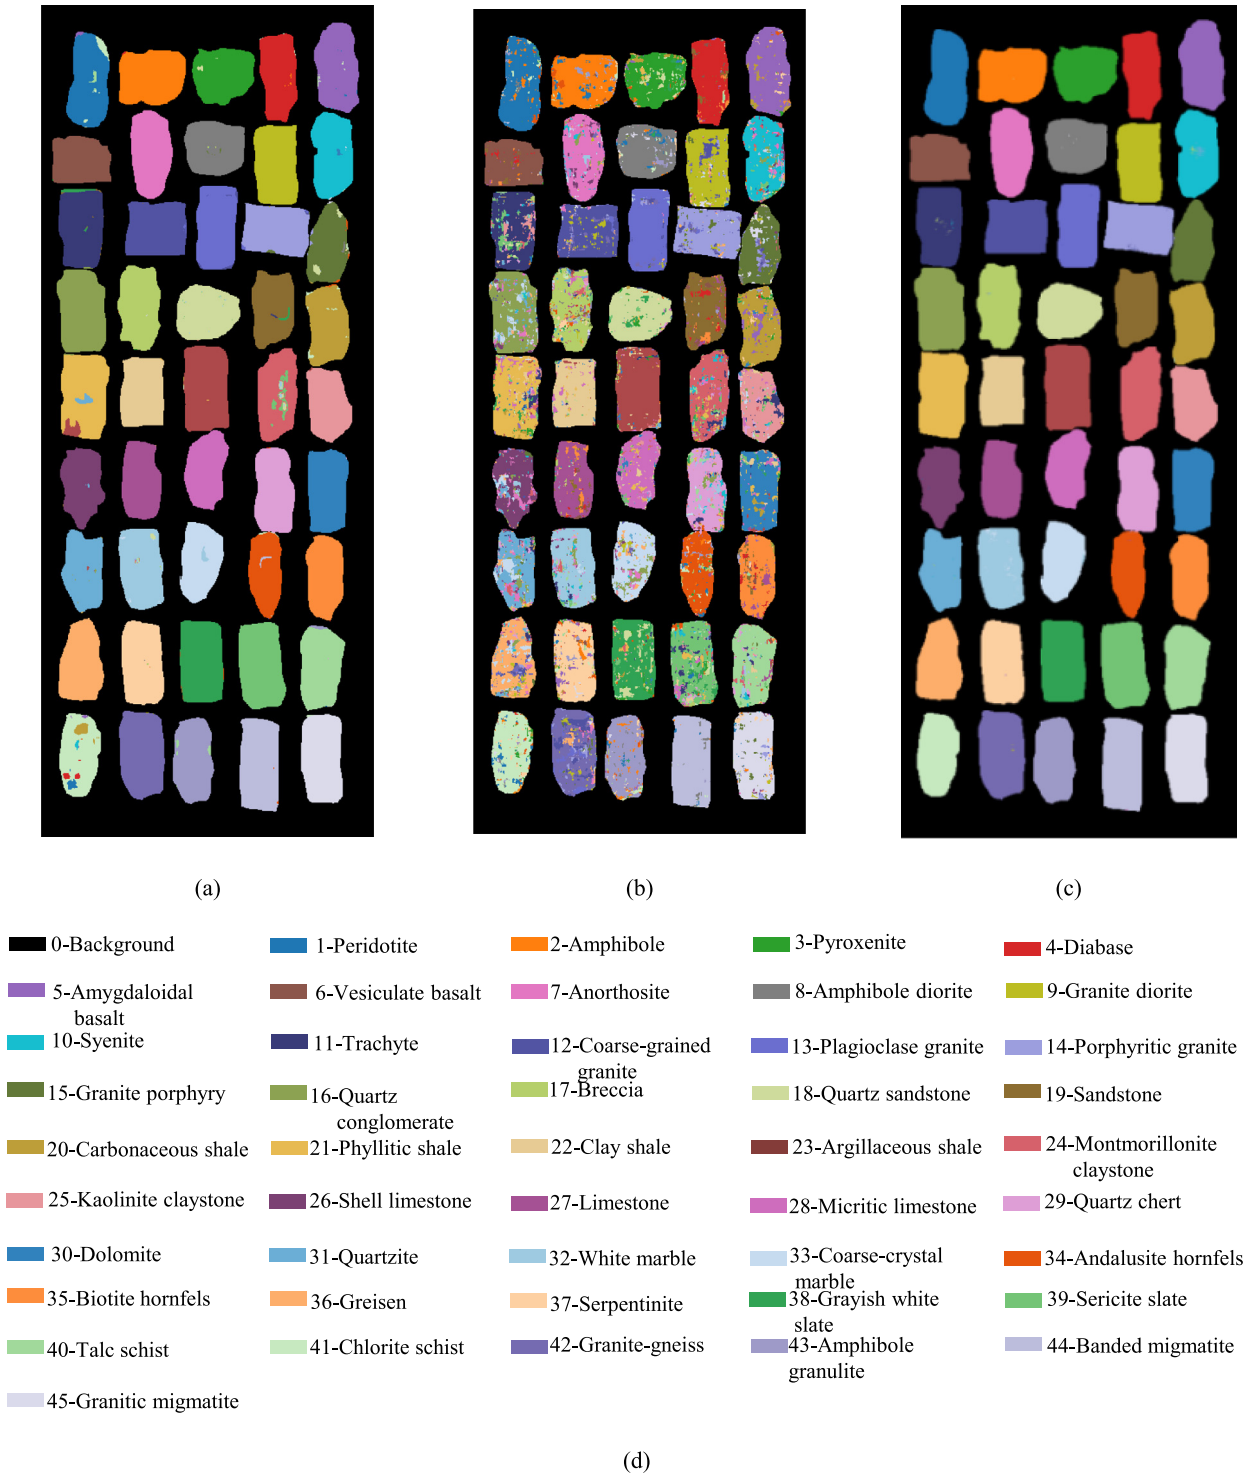 (a)
(b)
(c)
0-Background
1-Peridotite
2-Amphibole
3-Pyroxenite
4-Diabase
5-Amygdaloidal
basalt
6-Vesiculate basalt
7-Anorthosite
8-Amphibole diorite
9-Granite diorite
10-Syenite
11-Trachyte
12-Coarse-grained
granite
13-Plagioclase granite
14-Porphyritic granite
15-Granite porphyry
16-Quartz
conglomerate
17-Breccia
18-Quartz sandstone
19-Sandstone
20-Carbonaceous shale
21-Phyllitic shale
22-Clay shale
23-Argillaceous shale
24-Montmorillonite
claystone
25-Kaolinite claystone
26-Shell limestone
27-Limestone
28-Micritic limestone
29-Quartz chert
30-Dolomite
31-Quartzite
32-White marble
33-Coarse-crystal
marble
34-Andalusite hornfels
35-Biotite hornfels
36-Greisen
37-Serpentinite
38-Grayish white
slate
39-Sericite slate
40-Talc schist
41-Chlorite schist
42-Granite-gneiss
43-Amphibole
granulite
44-Banded migmatite
45-Granitic migmatite
(d)